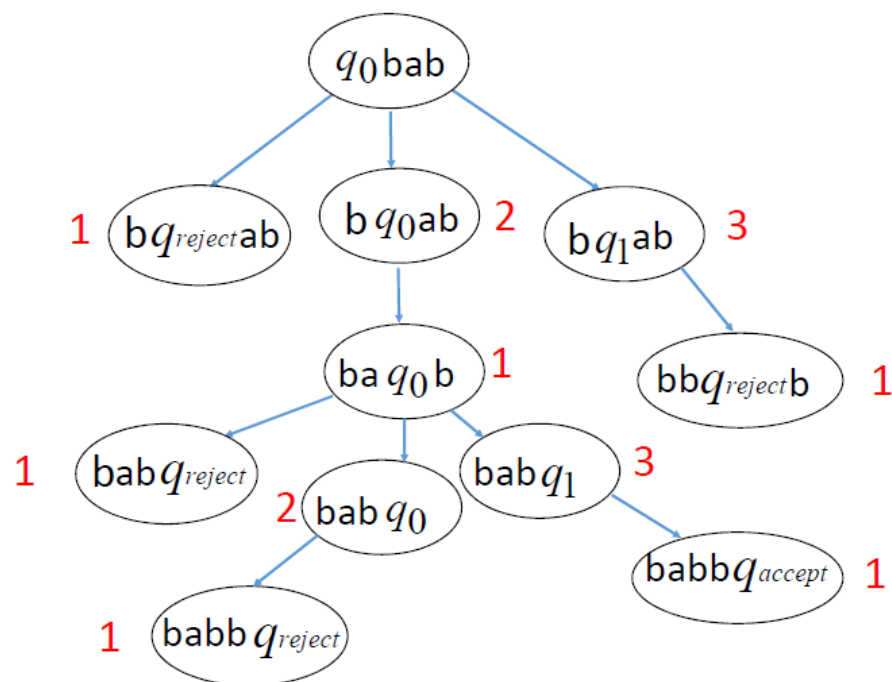 q0bab
1 bqrejectab
bq0ab 2
bq1ab 3
baq0b 1
bbqrejectb 1
1 babqreject
2 babq0
babq1 3
babbqaccept 1
1 babbqreject